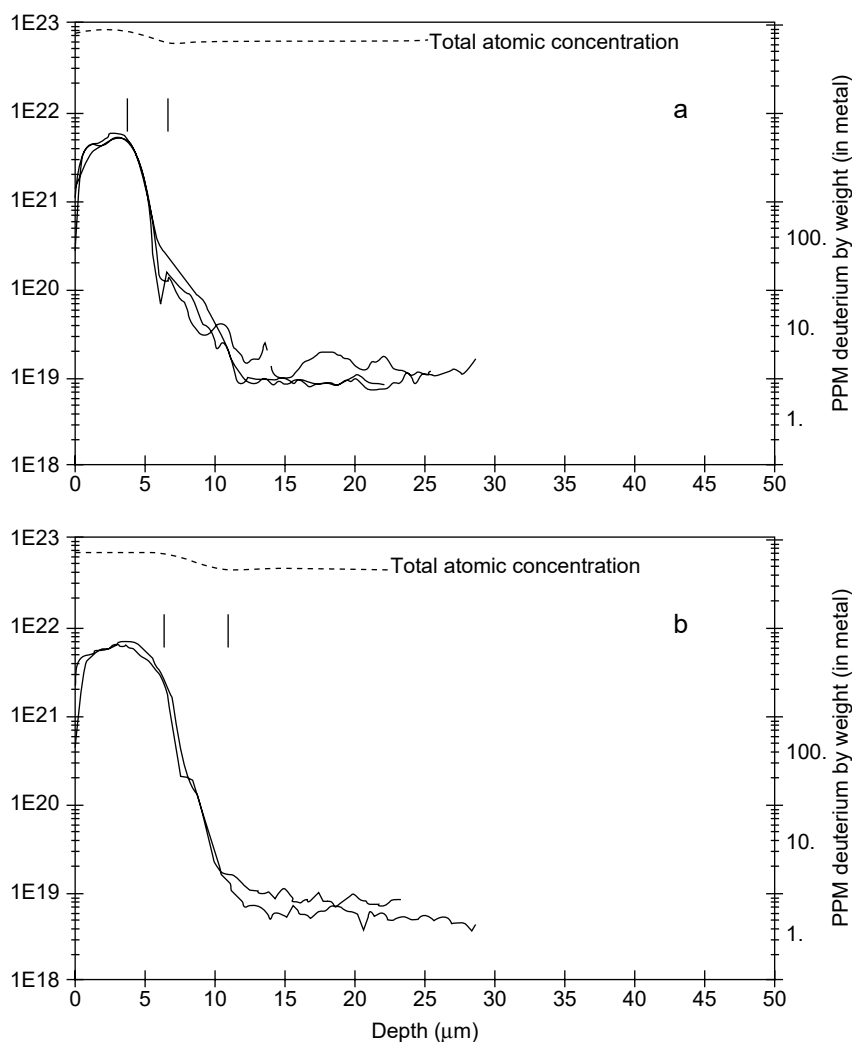 1E23
Total atomic concentration
1E22
a
1E21
100.
1E20
10.
1E19
1.
1E18
0 5 10 15 20 25 30 35 40 45 50
PPM deuterium by weight (in metal)
1E23
Total atomic concentration
1E22
b
1E21
100.
1E20
10.
1E19
1.
1E18
0 5 10 15 20 25 30 35 40 45 50
PPM deuterium by weight (in metal)
Depth (μm)